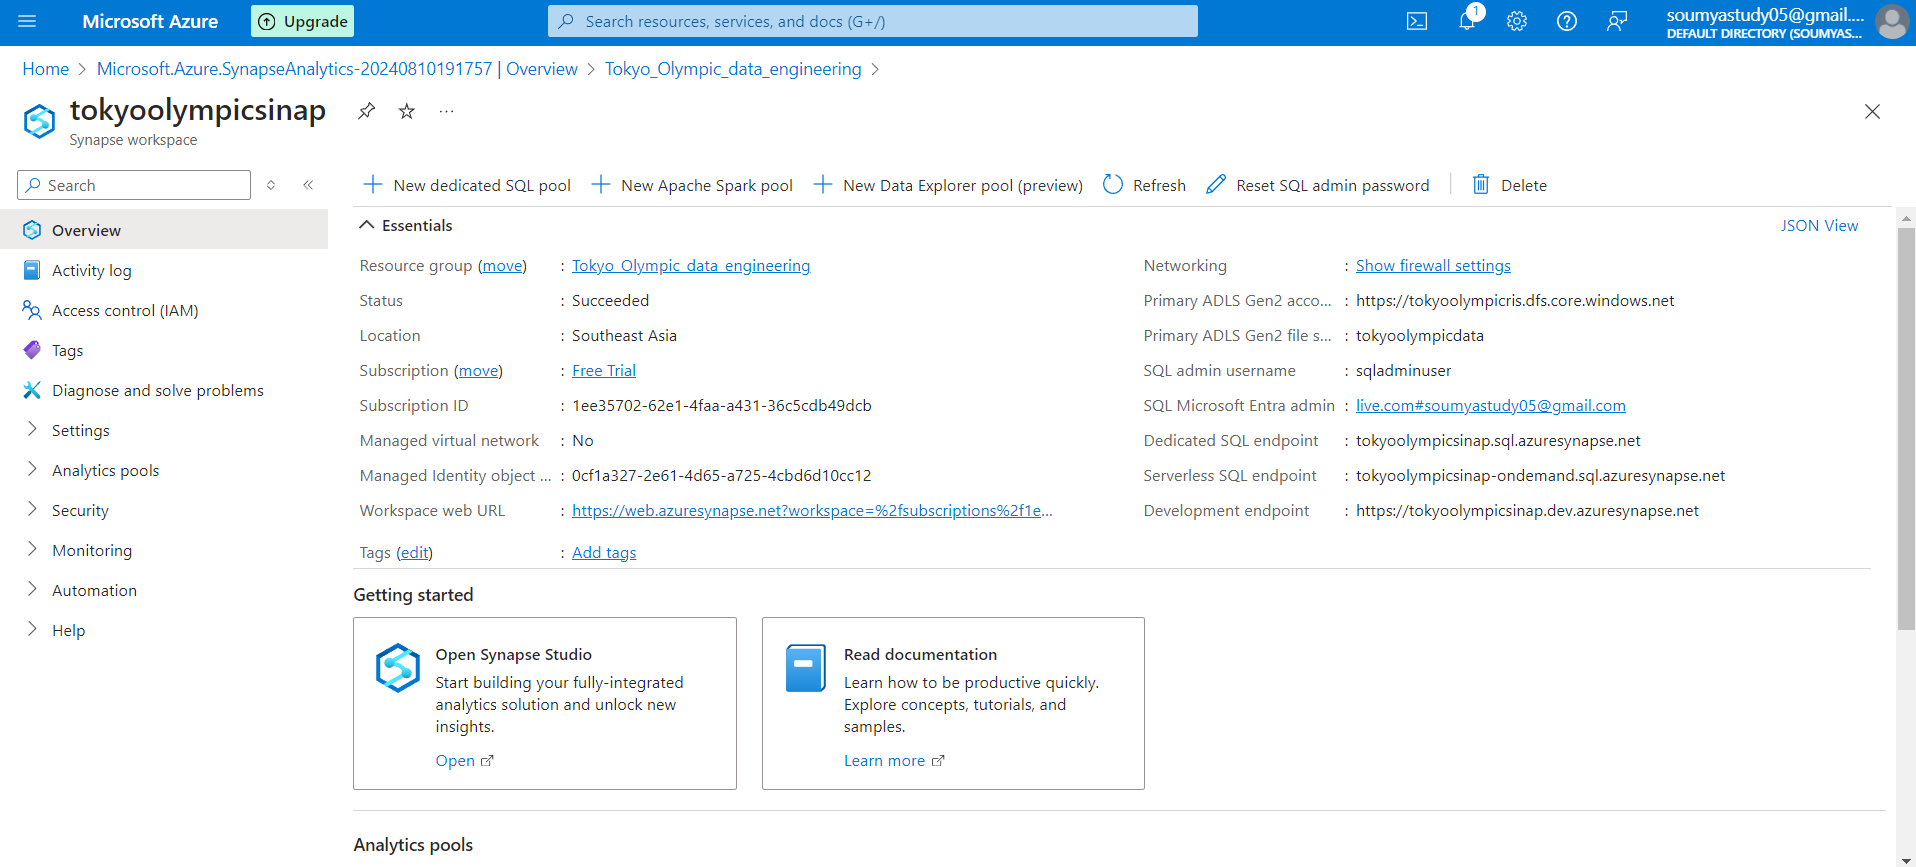 Microsoft Azure
Upgrade
Search resources, services, and docs (G+/)
1
soumyastudy05@gmail....
DEFAULT DIRECTORY (SOUMYAS...
Home > Microsoft.Azure.SynapseAnalytics-20240810191757 | Overview > Tokyo_Olympic_data_engineering >
tokyoolympicsinap
...
Synapse workspace
Search
New dedicated SQL pool
New Apache Spark pool
New Data Explorer pool (preview)
Refresh
Reset SQL admin password
Delete
Overview
Activity log
Access control (IAM)
Tags
Diagnose and solve problems
Settings
Analytics pools
Security
Monitoring
Automation
Help
Essentials
JSON View
Resource group (move) : Tokyo_Olympic_data_engineering
Status : Succeeded
Location : Southeast Asia
Subscription (move) : Free Trial
Subscription ID : 1ee35702-62e1-4faa-a431-36c5cdb49dcb
Managed virtual network : No
Managed Identity object ... : 0cf1a327-2e61-4d65-a725-4cbd6d10cc12
Workspace web URL : https://web.azuresynapse.net?workspace=%2fsubscriptions%2f1e...
Tags (edit) : Add tags
Networking : Show firewall settings
Primary ADLS Gen2 acco... : https://tokyoolympicris.dfs.core.windows.net
Primary ADLS Gen2 file s... : tokyoolympicdata
SQL admin username : sqladminuser
SQL Microsoft Entra admin : live.com#soumyastudy05@gmail.com
Dedicated SQL endpoint : tokyoolympicsinap.sql.azuresynapse.net
Serverless SQL endpoint : tokyoolympicsinap-ondemand.sql.azuresynapse.net
Development endpoint : https://tokyoolympicsinap.dev.azuresynapse.net
Getting started
Open Synapse Studio
Start building your fully-integrated
analytics solution and unlock new
insights.
Open
Read documentation
Learn how to be productive quickly.
Explore concepts, tutorials, and
samples.
Learn more
Analytics pools